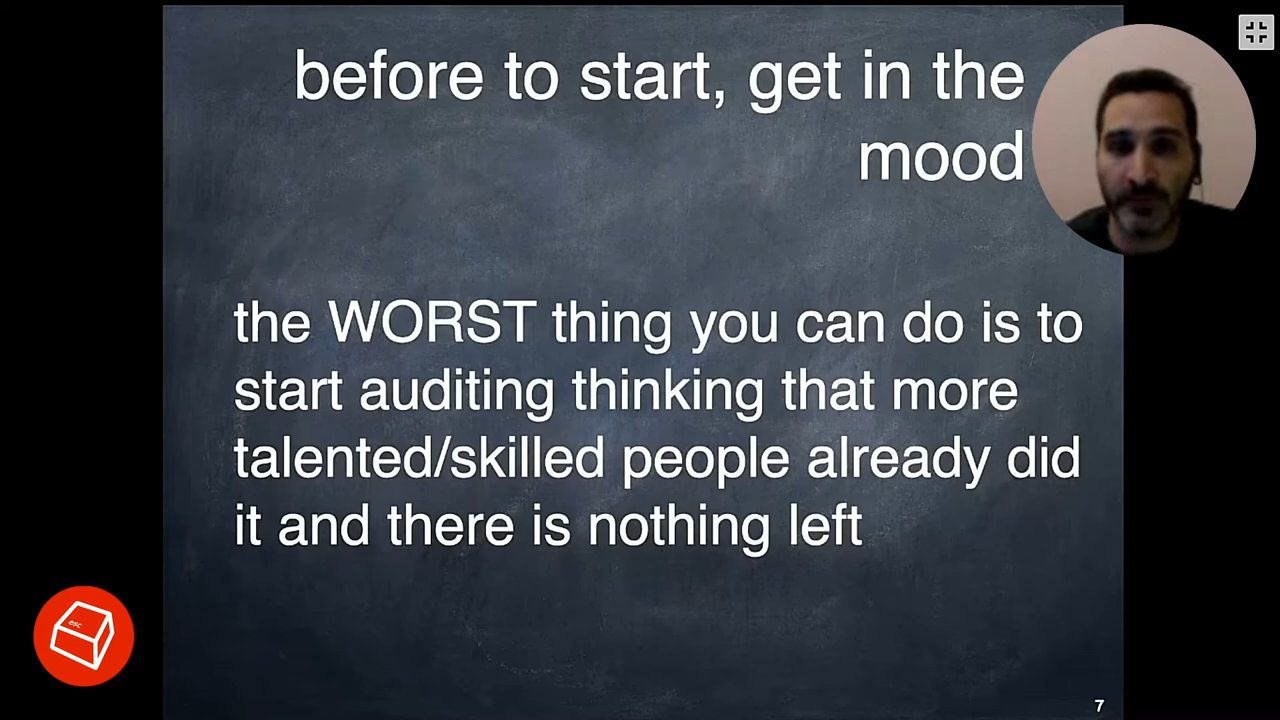 before to start, get in the
mood
the WORST thing you can do is to
start auditing thinking that more
talented/skilled people already did
it and there is nothing left
esc
7